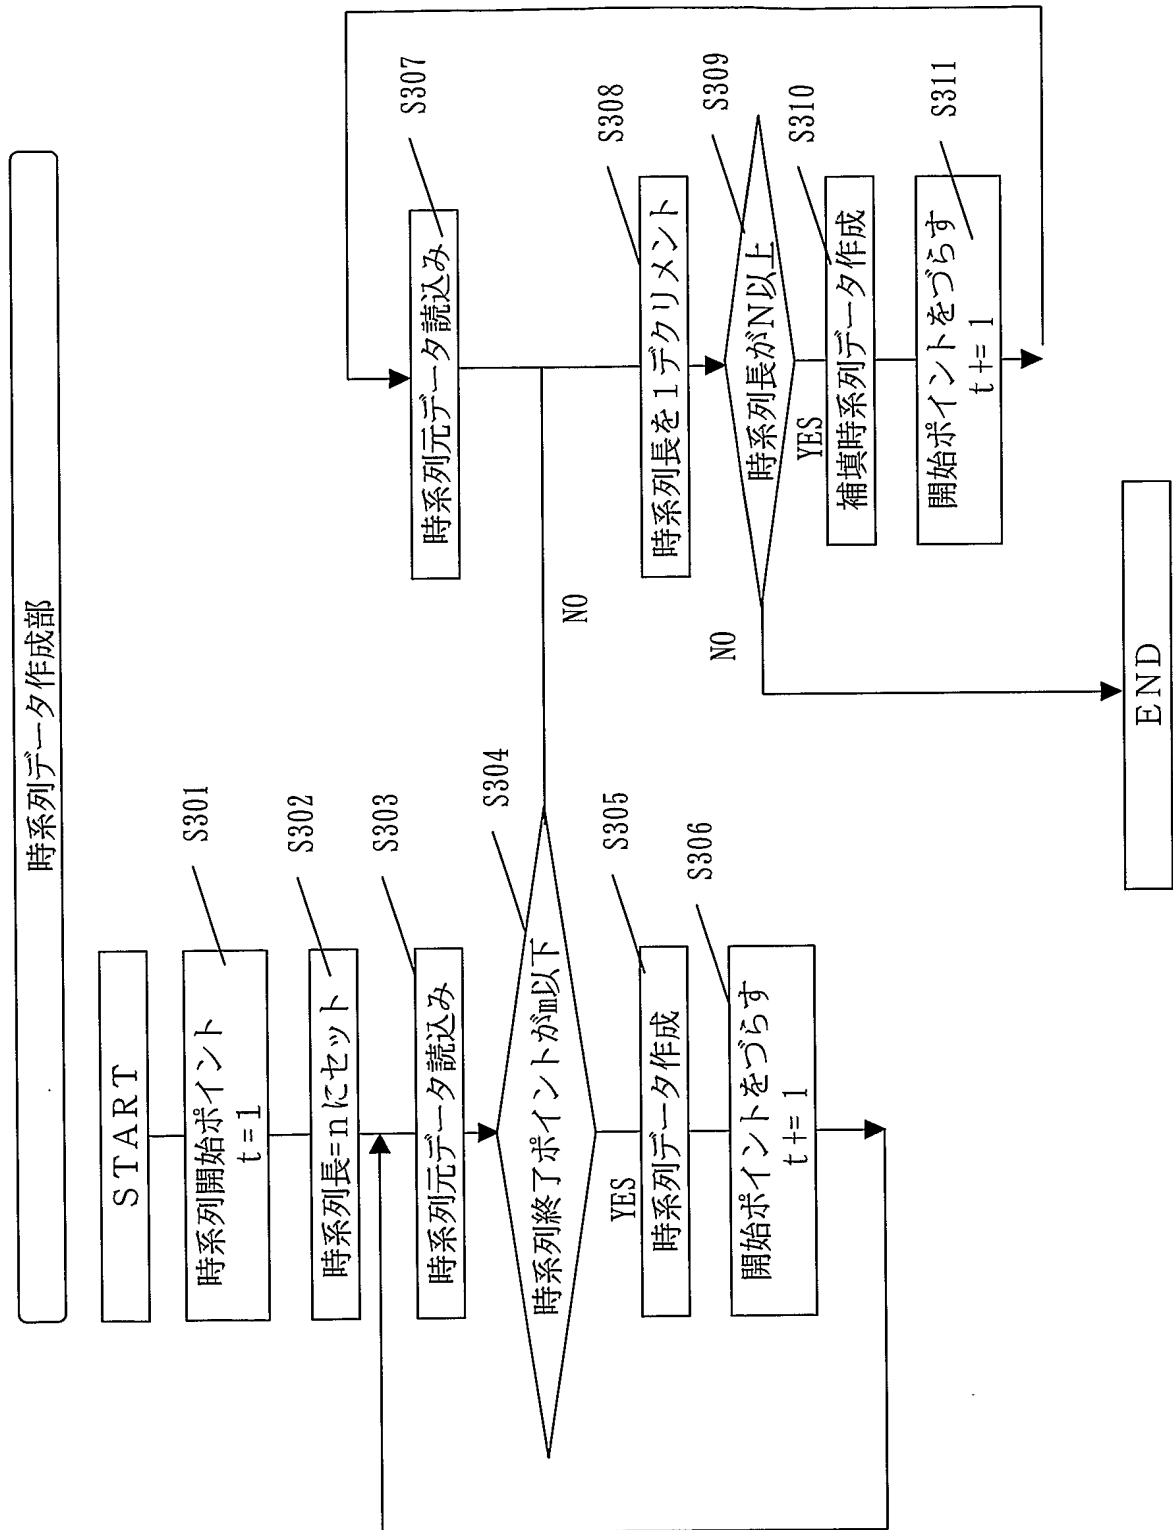 時系列データ作成部
START
時系列開始ポイント
t=1
S301
時系列長=nにセット
S302
時系列元データ読込み
S303
時系列終了ポイントがm以下
S304
YES
NO
時系列データ作成
S305
開始ポイントをづらす
t+=1
S306
時系列元データ読込み
S307
時系列長を1デクリメント
S308
時系列長がN以上
S309
YES
NO
補填時系列データ作成
S310
開始ポイントをづらす
t+=1
S311
END